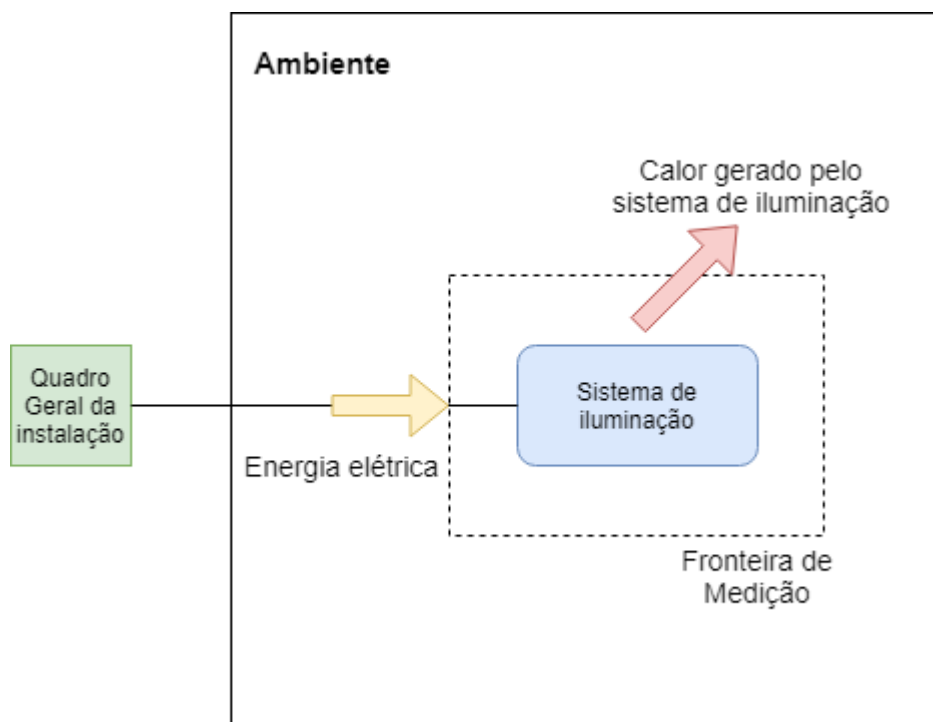 Ambiente
Calor gerado pelo
sistema de iluminação
Quadro
Geral da
instalação
Sistema de
iluminação
Energia elétrica
Fronteira de
Medição